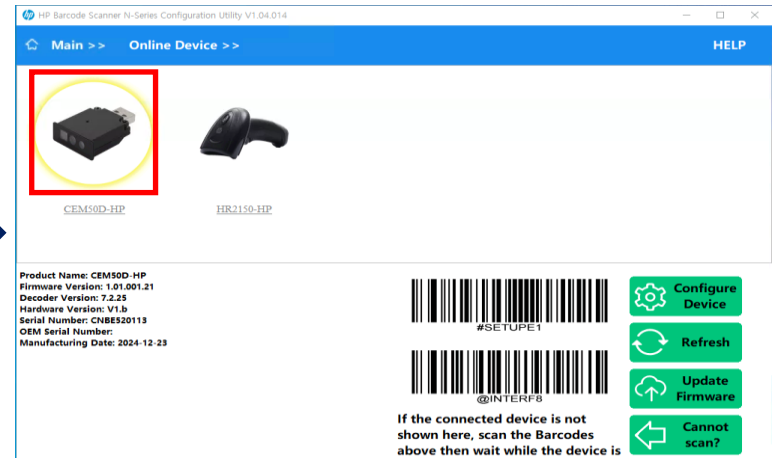 HP Barcode Scanner N-Series Configuration Utility V1.04.014
Main >> Online Device >> HELP
CEM50D-HP HR2150-HP
Product Name: CEM50D-HP
Firmware Version: 1.01.001.21
Decoder Version: 7.2.25
Hardware Version: V1.b
Serial Number: CNBE520113
OEM Serial Number:
Manufacturing Date: 2024-12-23
#SETUPE1
@INTERF8
If the connected device is not
shown here, scan the Barcodes
above then wait while the device is
Configure
Device
Refresh
Update
Firmware
Cannot
scan?